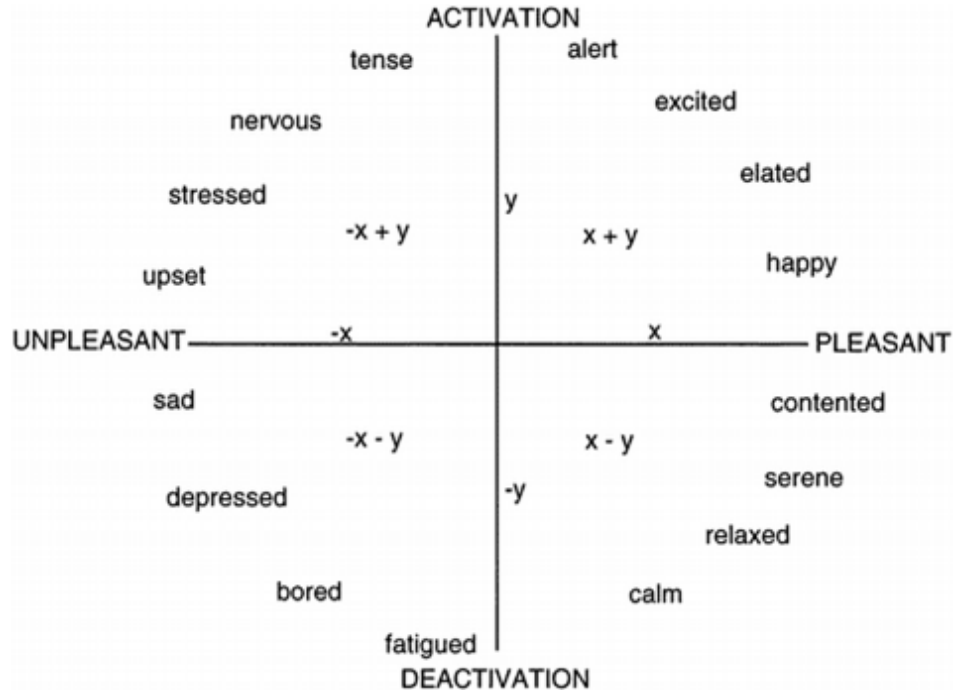 ACTIVATION
tense
alert
excited
nervous
elated
stressed
y
-x + y
x + y
happy
upset
UNPLEASANT
-x
x
PLEASANT
sad
contented
-x - y
x - y
serene
depressed
-y
relaxed
bored
calm
fatigued
DEACTIVATION